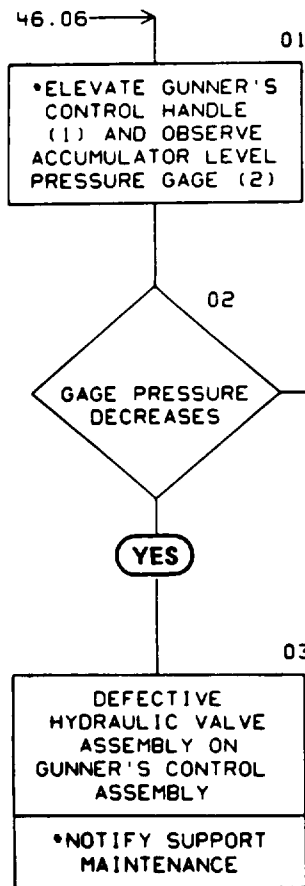 46.06
01
•ELEVATE GUNNER'S
CONTROL HANDLE
(1) AND OBSERVE
ACCUMULATOR LEVEL
PRESSURE GAGE (2)
02
GAGE PRESSURE
DECREASES
YES
03
DEFECTIVE
HYDRAULIC VALVE
ASSEMBLY ON
GUNNER'S CONTROL
ASSEMBLY
•NOTIFY SUPPORT
MAINTENANCE